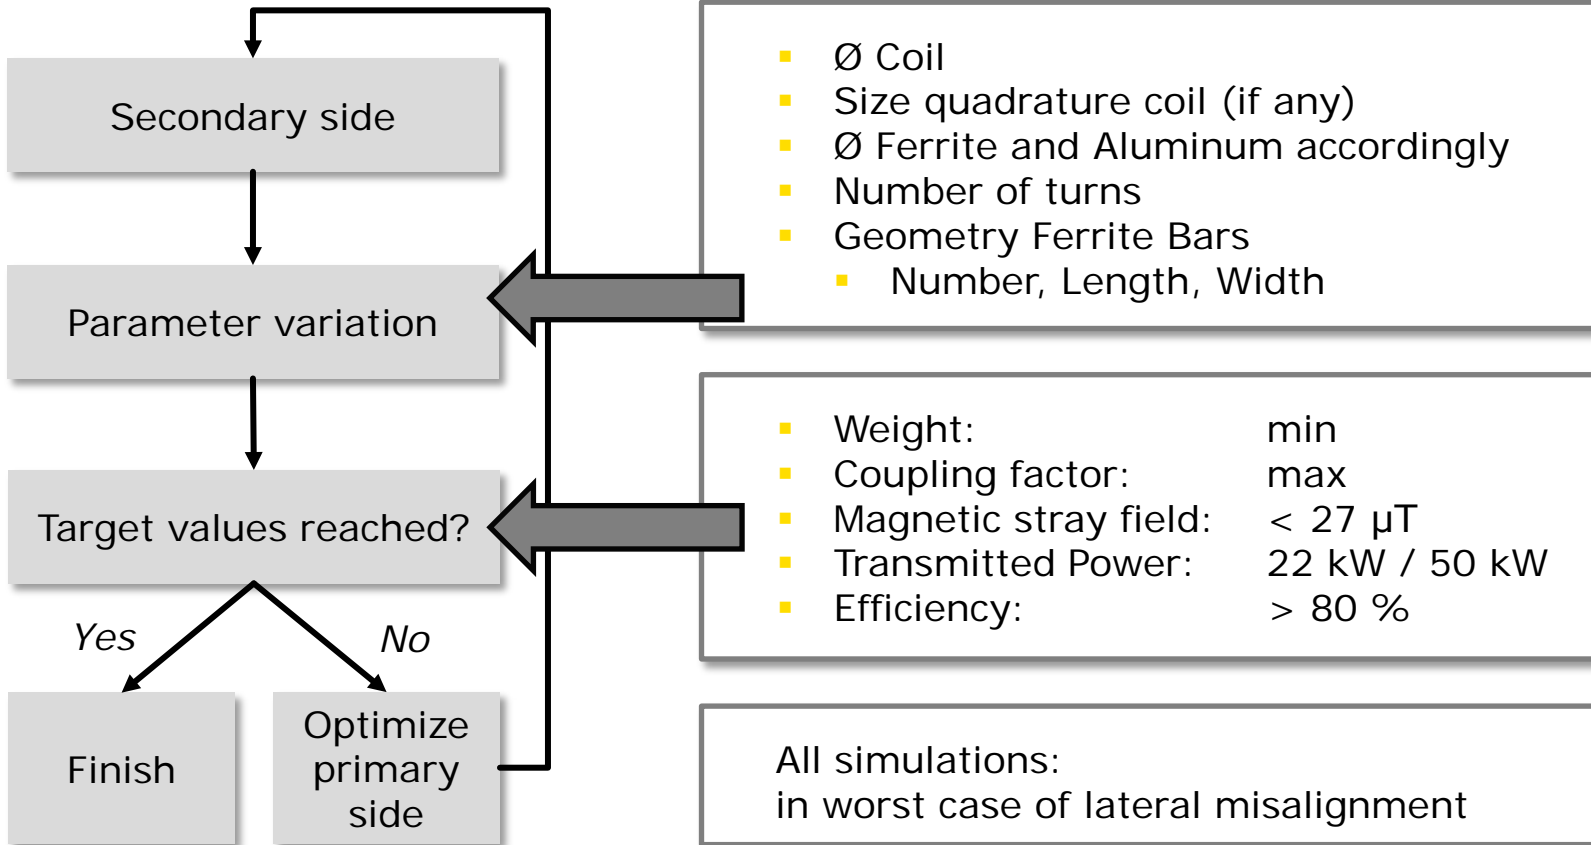 Secondary side
Parameter variation
Target values reached?
Yes
No
Finish
Optimize
primary
side
Ø Coil
Size quadrature coil (if any)
Ø Ferrite and Aluminum accordingly
Number of turns
Geometry Ferrite Bars
Number, Length, Width
Weight: min
Coupling factor: max
Magnetic stray field: < 27 µT
Transmitted Power: 22 kW / 50 kW
Efficiency: > 80 %
All simulations:
in worst case of lateral misalignment